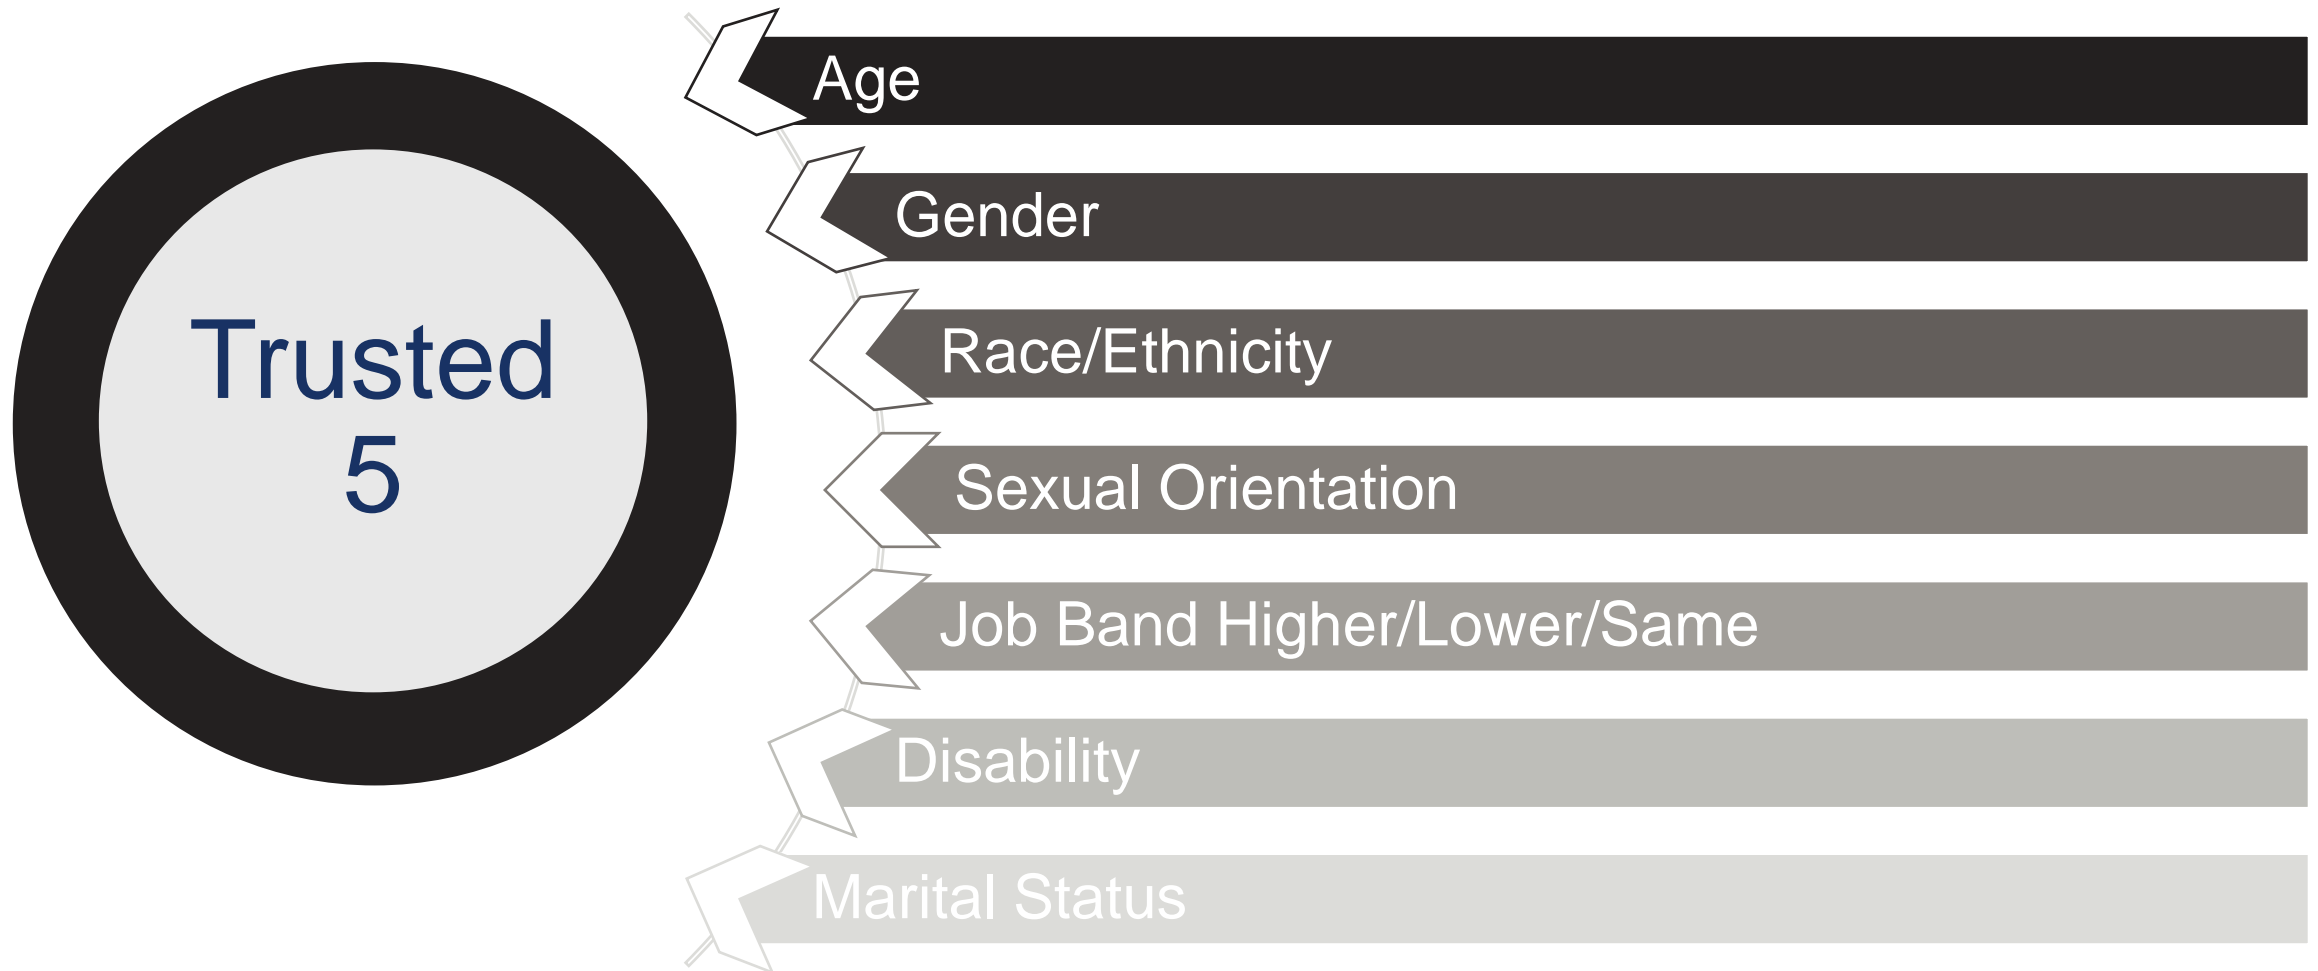 Trusted
5
Age
Gender
Race/Ethnicity
Sexual Orientation
Job Band Higher/Lower/Same
Disability
Marital Status